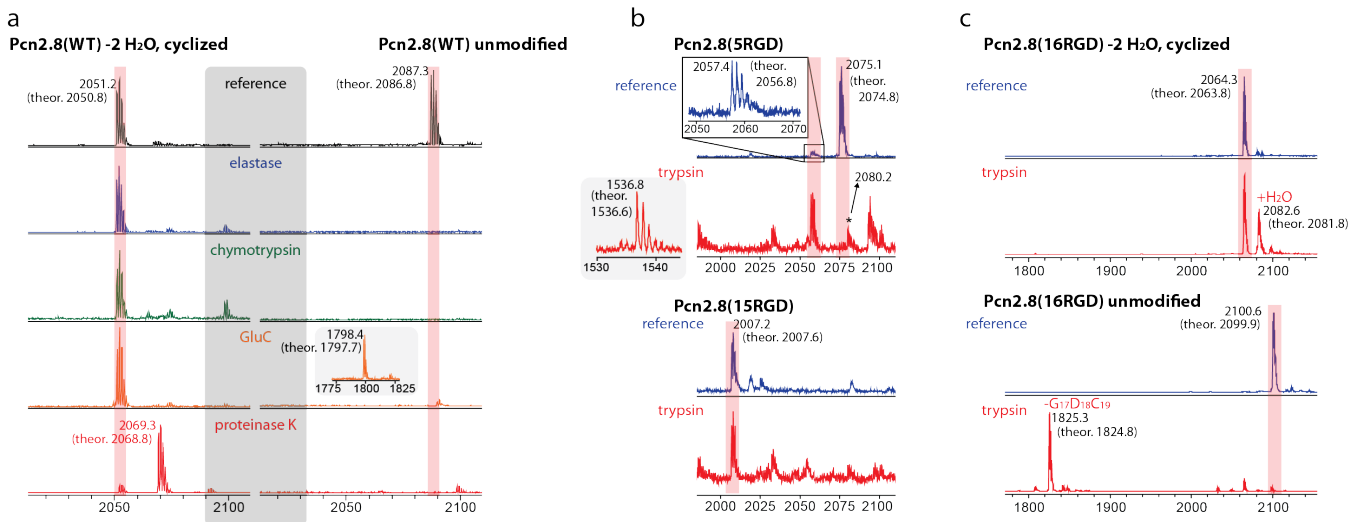 a
Pcn2.8(WT) -2 H₂O, cyclized
Pcn2.8(WT) unmodified
2051.2
(theor. 2050.8)
reference
2087.3
(theor. 2086.8)
elastase
chymotrypsin
GluC
1798.4
(theor. 1797.7)
1775 1800 1825
2069.3
(theor. 2068.8)
proteinase K
2050 2100 2050 2100
b
Pcn2.8(5RGD)
reference
2057.4
(theor.
2056.8)
2050 2060 2070
2075.1
(theor.
2074.8)
trypsin
1536.8
(theor.
1536.6)
1530 1540
*
2080.2
2000 2025 2050 2075 2100
Pcn2.8(15RGD)
reference
2007.2
(theor. 2007.6)
trypsin
2000 2025 2050 2075 2100
c
Pcn2.8(16RGD) -2 H₂O, cyclized
reference
2064.3
(theor. 2063.8)
trypsin
+H₂O
2082.6
(theor. 2081.8)
1800 1900 2000 2100
Pcn2.8(16RGD) unmodified
reference
2100.6
(theor. 2099.9)
trypsin
-G₁₇D₁₈C₁₉
1825.3
(theor. 1824.8)
1800 1900 2000 2100